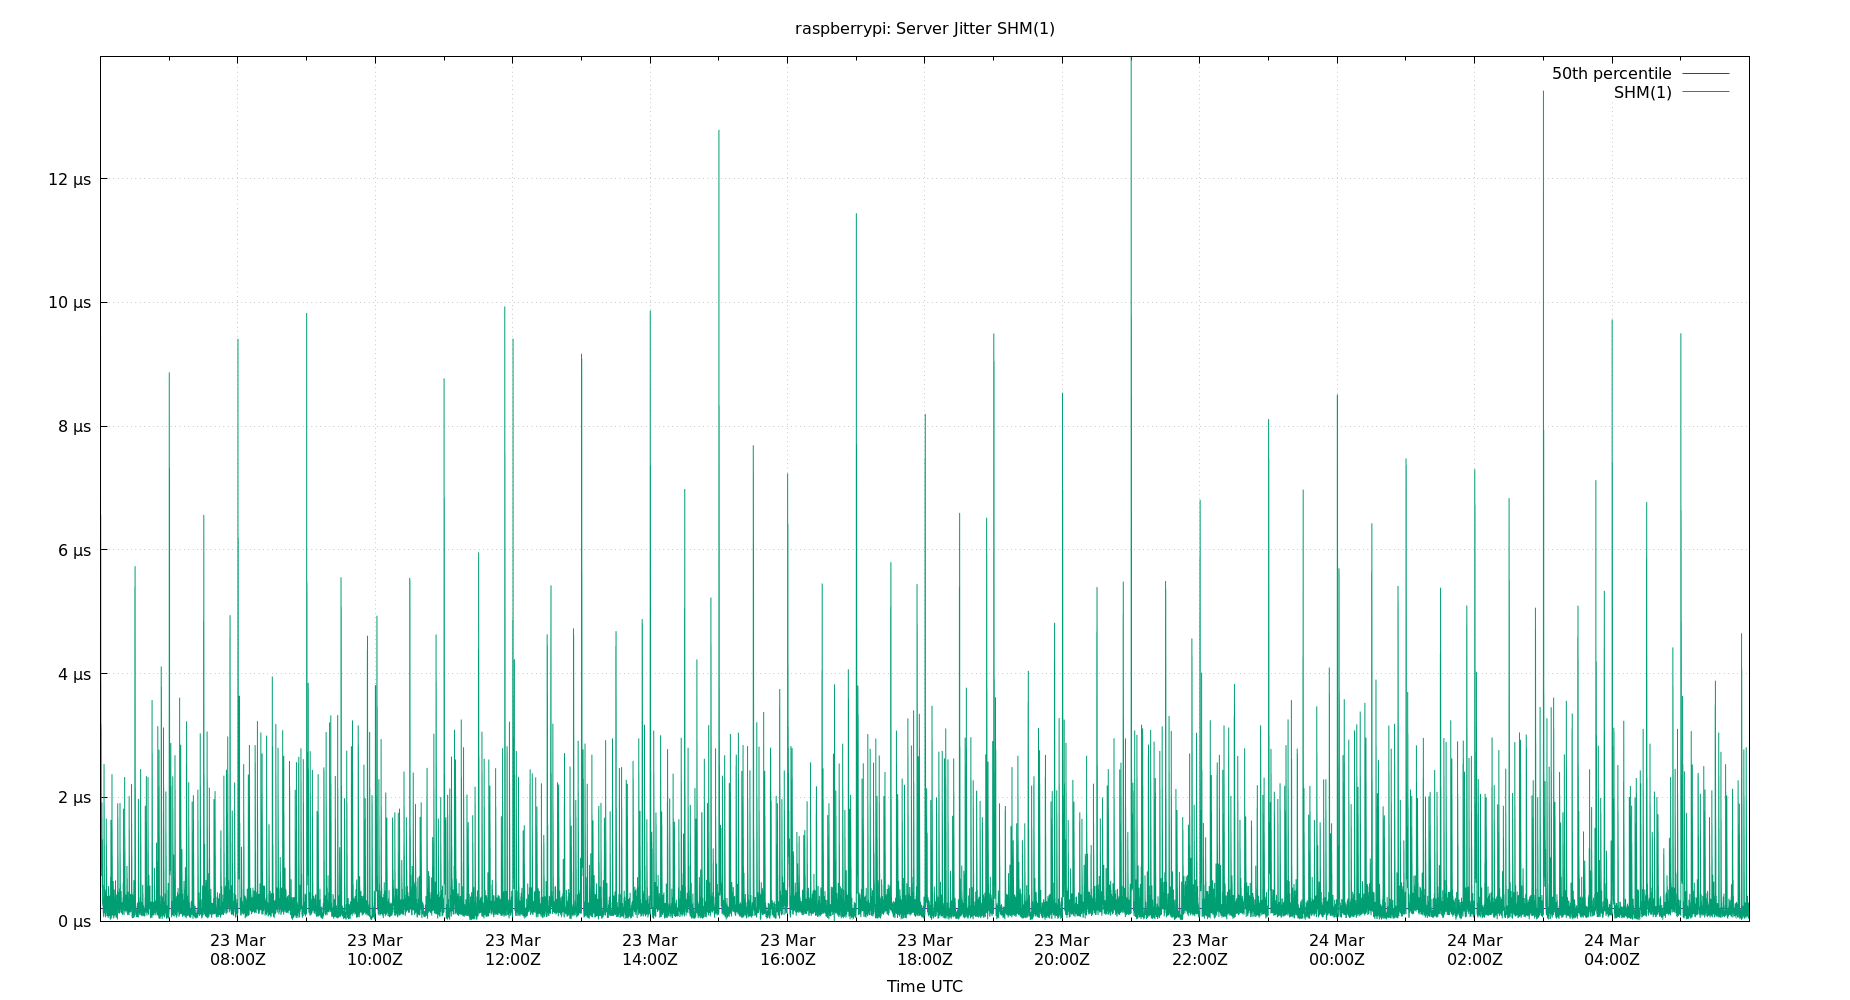 raspberrypi: Server Jitter SHM(1)
50th percentile
SHM(1)
12 µs
10 µs
8 µs
6 µs
4 µs
2 µs
0 µs
23 Mar 23 Mar 23 Mar 23 Mar 23 Mar 23 Mar 23 Mar 23 Mar 24 Mar 24 Mar 24 Mar
08:00Z 10:00Z 12:00Z 14:00Z 16:00Z 18:00Z 20:00Z 22:00Z 00:00Z 02:00Z 04:00Z
Time UTC